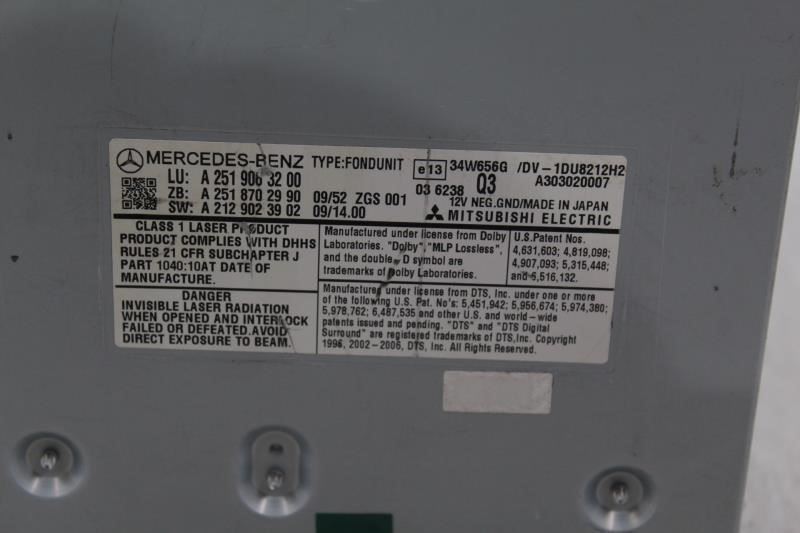 MERCEDES-BENZ TYPE:FONDUNIT e13 34W656G /DV-1DU8212H2
LU: A 251 906 3200 03 6238 Q3 A303020007
ZB: A 251 870 2990 09/52 ZGS 001 12V NEG.GND/MADE IN JAPAN
SW: A 212 902 3902 09/14.00 MITSUBISHI ELECTRIC
CLASS 1 LASER PRODUCT
PRODUCT COMPLIES WITH DHHS
RULES 21 CFR SUBCHAPTER J
PART 1040:10AT DATE OF
MANUFACTURE.
Manufactured under license from Dolby
Laboratories. "Dolby", "MLP Lossless",
and the double-D symbol are
trademarks of Dolby Laboratories.
U.S.Patent Nos.
4,631,603; 4,819,098;
4,907,093; 5,315,448;
and 5,516,132.
DANGER
INVISIBLE LASER RADIATION
WHEN OPENED AND INTERLOCK
FAILED OR DEFEATED.AVOID
DIRECT EXPOSURE TO BEAM.
Manufactured under license from DTS, Inc. under one or more
of the following U.S. Pat. No's: 5,451,942; 5,956,674; 5,974,380;
5,978,762; 6,487,535 and other U.S. and world-wide
patents issued and pending. "DTS" and "DTS Digital
Surround" are registered trademarks of DTS,Inc. Copyright
1996, 2002-2006, DTS, Inc. All Rights Reserved.